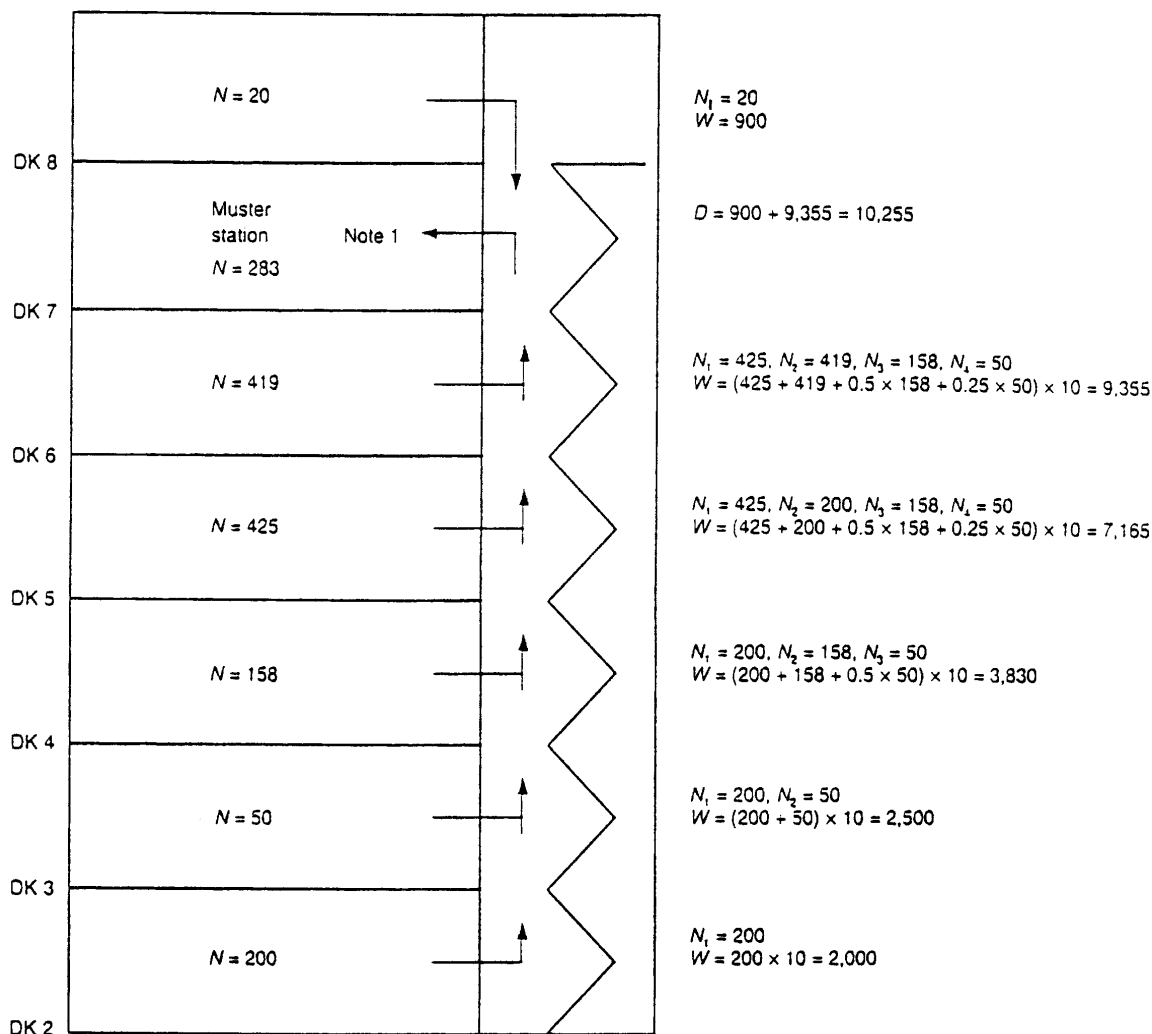 N = 20
N₁ = 20
W = 900
DK 8
Muster
station
Note 1
N = 283
D = 900 + 9,355 = 10,255
DK 7
N = 419
N₁ = 425, N₂ = 419, N₃ = 158, N₄ = 50
W = (425 + 419 + 0.5 × 158 + 0.25 × 50) × 10 = 9,355
DK 6
N = 425
N₁ = 425, N₂ = 200, N₃ = 158, N₄ = 50
W = (425 + 200 + 0.5 × 158 + 0.25 × 50) × 10 = 7,165
DK 5
N = 158
N₁ = 200, N₂ = 158, N₃ = 50
W = (200 + 158 + 0.5 × 50) × 10 = 3,830
DK 4
N = 50
N₁ = 200, N₂ = 50
W = (200 + 50) × 10 = 2,500
DK 3
N = 200
N₁ = 200
W = 200 × 10 = 2,000
DK 2